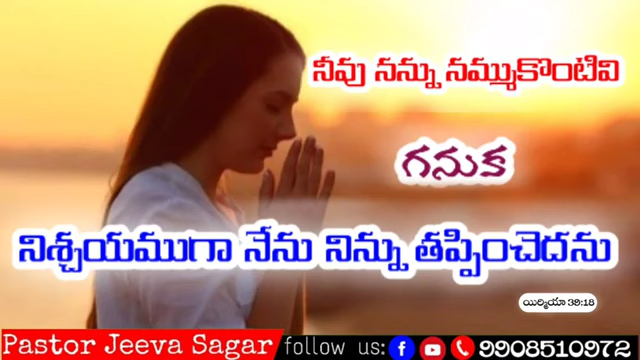 నీవు నన్ను నమ్ముకొంటివి
గనుక
నిశ్చయముగా నేను నిన్ను తప్పించెదను
యిర్మియా 39:18
Pastor Jeeva Sagar follow us: 9908510972